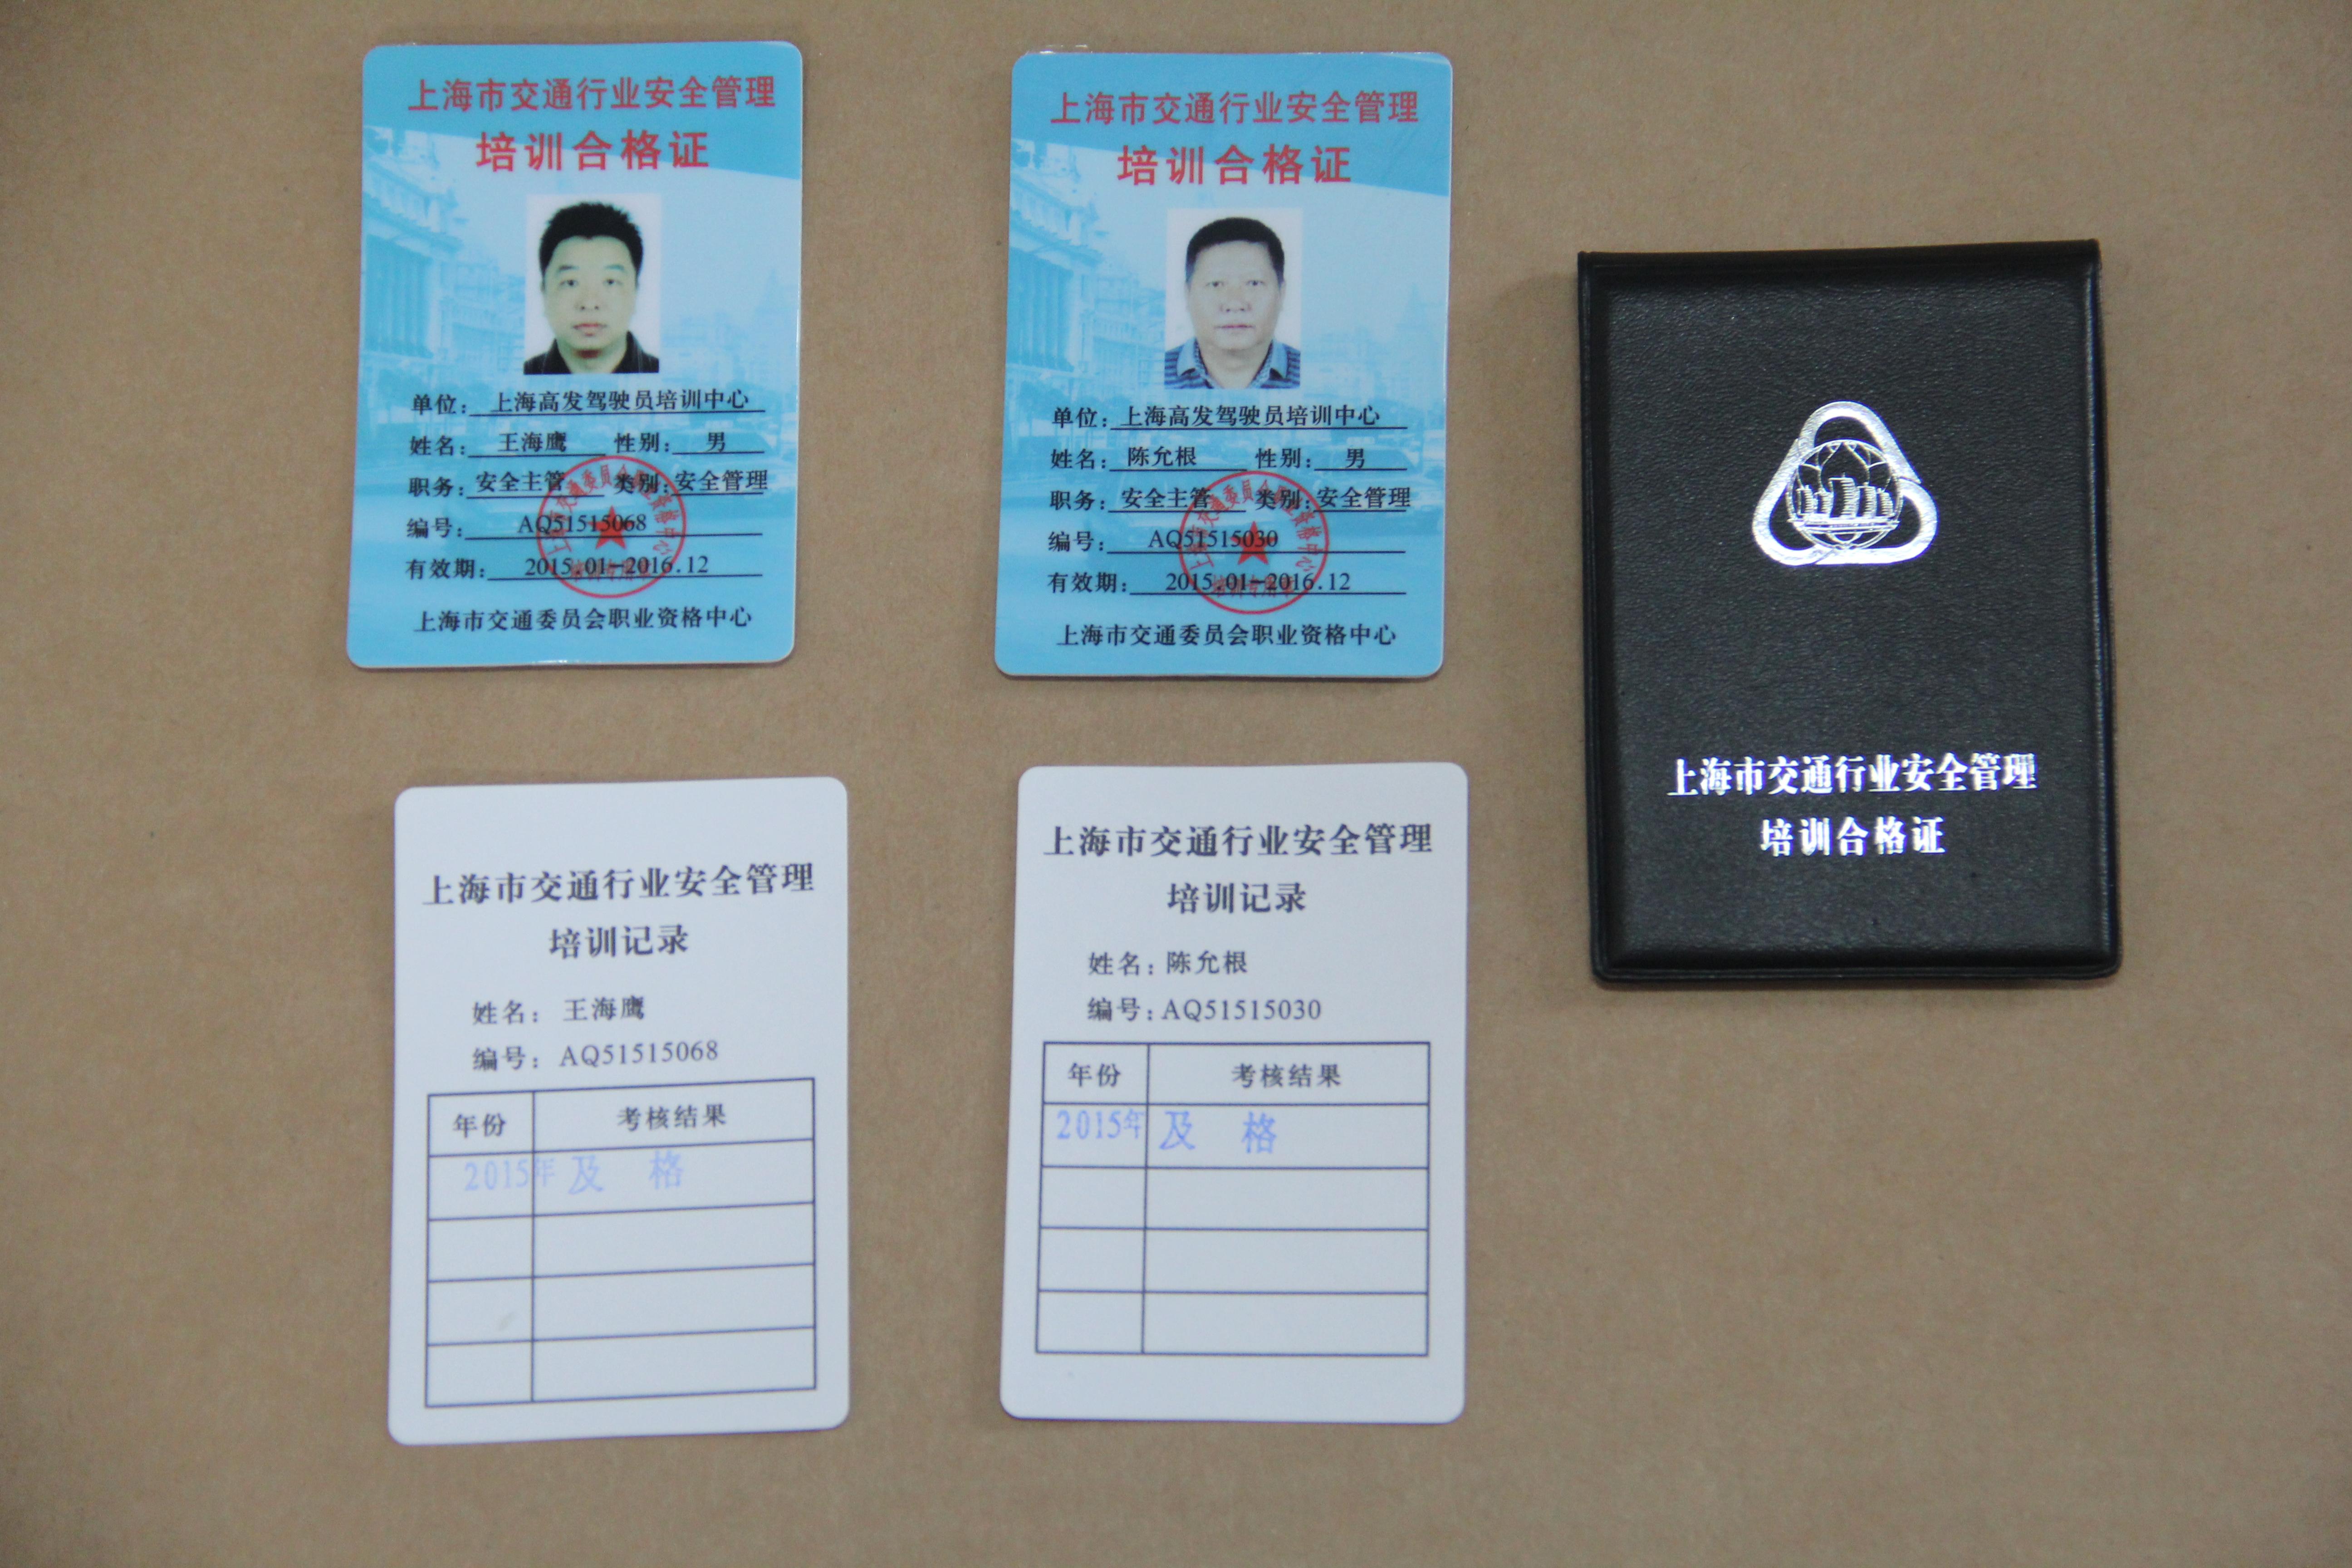 上海市交通行业安全管理
培训合格证
单位: 上海高发驾驶员培训中心
姓名: 王海鹰 性别: 男
职务: 安全主管 类别: 安全管理
编号: AQ51515068
有效期: 2015.01-2016.12
上海市交通委员会职业资格中心
上海市交通行业安全管理
培训合格证
单位: 上海高发驾驶员培训中心
姓名: 陈允根 性别: 男
职务: 安全主管 类别: 安全管理
编号: AQ51515030
有效期: 2015.01-2016.12
上海市交通委员会职业资格中心
上海市交通行业安全管理
培训合格证
上海市交通行业安全管理
培训记录
姓名: 王海鹰
编号: AQ51515068
年份 考核结果
2015年 及 格
上海市交通行业安全管理
培训记录
姓名: 陈允根
编号: AQ51515030
年份 考核结果
2015年 及 格